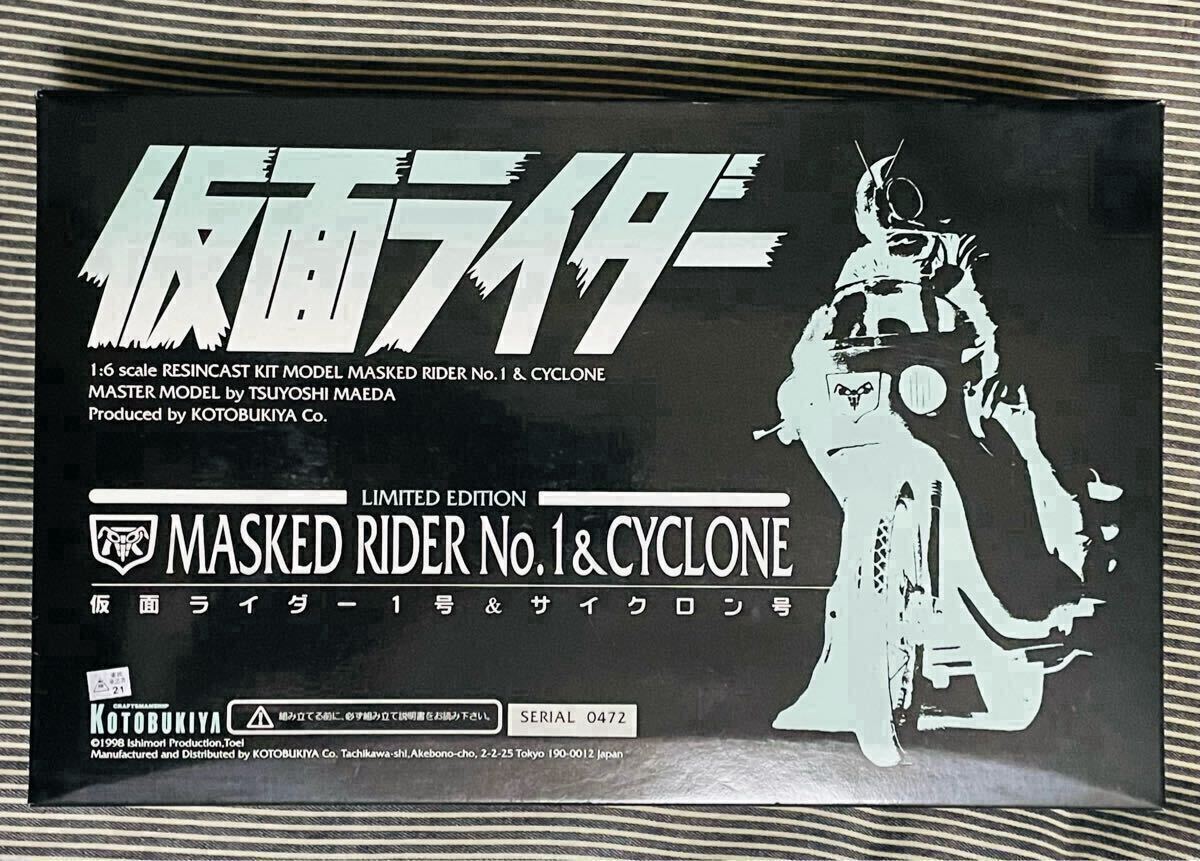 仮面ライダー
1:6 scale RESINCAST KIT MODEL MASKED RIDER No.1 & CYCLONE
MASTER MODEL by TSUYOSHI MAEDA
Produced by KOTOBUKIYA Co.
LIMITED EDITION
MASKED RIDER No.1&CYCLONE
仮面ライダー1号&サイクロン号
21
CRAFTSMANSHIP
KOTOBUKIYA
組み立てる前に、必ず組み立て説明書をお読み下さい。
SERIAL 0472
©1998 Ishimori Production,Toei
Manufactured and Distributed by KOTOBUKIYA Co. Tachikawa-shi,Akebono-cho, 2-2-25 Tokyo 190-0012 Japan